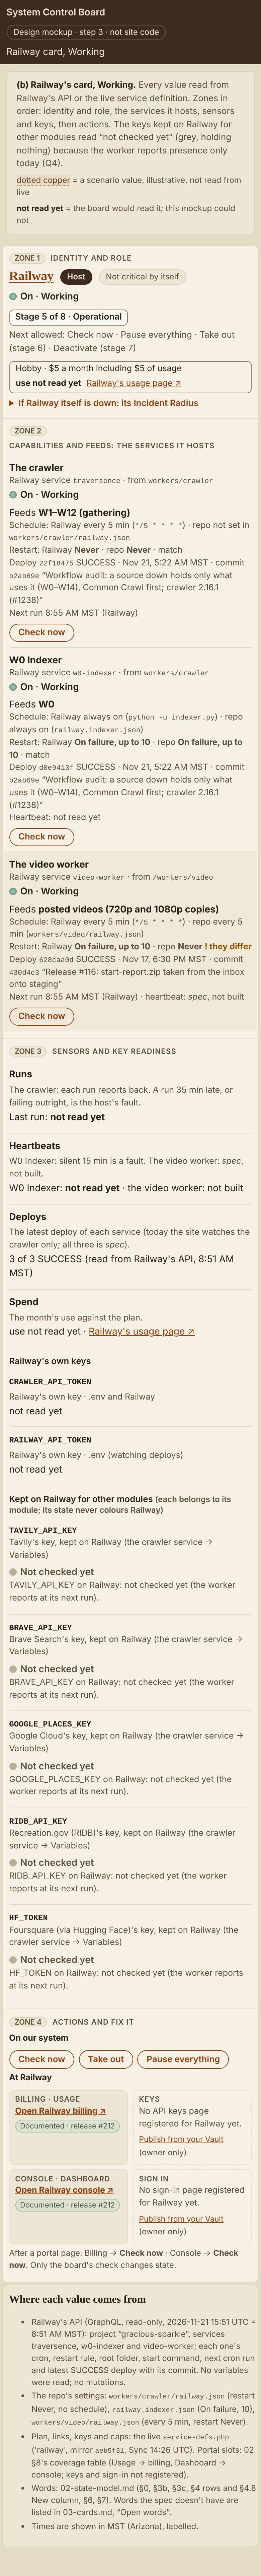 System Control Board
Design mockup · step 3 · not site code
Railway card, Working
(b) Railway's card, Working. Every value read from
Railway's API or the live service definition. Zones in
order: identity and role, the services it hosts, sensors
and keys, then actions. The keys kept on Railway for
other modules read “not checked yet” (grey, holding
nothing) because the worker reports presence only
today (Q4).
dotted copper = a scenario value, illustrative, not read from
live
not read yet = the board would read it; this mockup could
not
ZONE 1 IDENTITY AND ROLE
Railway Host Not critical by itself
On · Working
Stage 5 of 8 · Operational
Next allowed: Check now · Pause everything · Take out
(stage 6) · Deactivate (stage 7)
Hobby · $5 a month including $5 of usage
use not read yet Railway's usage page ↗
▶ If Railway itself is down: its Incident Radius
ZONE 2
CAPABILITIES AND FEEDS: THE SERVICES IT HOSTS
The crawler
Railway service traversence · from workers/crawler
On · Working
Feeds W1–W12 (gathering)
Schedule: Railway every 5 min (*/5 * * * *) · repo not set in
workers/crawler/railway.json
Restart: Railway Never · repo Never · match
Deploy 22f18475 SUCCESS · Nov 21, 5:22 AM MST · commit
b2ab69e “Workflow audit: a source down holds only what
uses it (W0–W14), Common Crawl first; crawler 2.16.1
(#1238)”
Next run 8:55 AM MST (Railway)
Check now
W0 Indexer
Railway service w0-indexer · from workers/crawler
On · Working
Feeds W0
Schedule: Railway always on (python -u indexer.py) · repo
always on (railway.indexer.json)
Restart: Railway On failure, up to 10 · repo On failure, up to
10 · match
Deploy d0e9413f SUCCESS · Nov 21, 5:22 AM MST · commit
b2ab69e “Workflow audit: a source down holds only what
uses it (W0–W14), Common Crawl first; crawler 2.16.1
(#1238)”
Heartbeat: not read yet
Check now
The video worker
Railway service video-worker · from /workers/video
On · Working
Feeds posted videos (720p and 1080p copies)
Schedule: Railway every 5 min (*/5 * * * *) · repo every 5
min (workers/video/railway.json)
Restart: Railway On failure, up to 10 · repo Never ! they differ
Deploy 628caa0d SUCCESS · Nov 17, 6:30 PM MST · commit
430d4c3 “Release #116: start-report.zip taken from the inbox
onto staging”
Next run 8:55 AM MST (Railway) · heartbeat: spec, not built
Check now
ZONE 3 SENSORS AND KEY READINESS
Runs
The crawler: each run reports back. A run 35 min late, or
failing outright, is the host's fault.
Last run: not read yet
Heartbeats
W0 Indexer: silent 15 min is a fault. The video worker: spec,
not built.
W0 Indexer: not read yet · the video worker: not built
Deploys
The latest deploy of each service (today the site watches the
crawler only; all three is spec).
3 of 3 SUCCESS (read from Railway's API, 8:51 AM
MST)
Spend
The month's use against the plan.
use not read yet · Railway's usage page ↗
Railway's own keys
CRAWLER_API_TOKEN
Railway's own key · .env and Railway
not read yet
RAILWAY_API_TOKEN
Railway's own key · .env (watching deploys)
not read yet
Kept on Railway for other modules (each belongs to its
module; its state never colours Railway)
TAVILY_API_KEY
Tavily's key, kept on Railway (the crawler service →
Variables)
Not checked yet
TAVILY_API_KEY on Railway: not checked yet (the worker
reports at its next run).
BRAVE_API_KEY
Brave Search's key, kept on Railway (the crawler service →
Variables)
Not checked yet
BRAVE_API_KEY on Railway: not checked yet (the worker
reports at its next run).
GOOGLE_PLACES_KEY
Google Cloud's key, kept on Railway (the crawler service →
Variables)
Not checked yet
GOOGLE_PLACES_KEY on Railway: not checked yet (the
worker reports at its next run).
RIDB_API_KEY
Recreation.gov (RIDB)'s key, kept on Railway (the crawler
service → Variables)
Not checked yet
RIDB_API_KEY on Railway: not checked yet (the worker
reports at its next run).
HF_TOKEN
Foursquare (via Hugging Face)'s key, kept on Railway (the
crawler service → Variables)
Not checked yet
HF_TOKEN on Railway: not checked yet (the worker reports
at its next run).
ZONE 4 ACTIONS AND FIX IT
On our system
Check now Take out Pause everything
At Railway
BILLING · USAGE
Open Railway billing ↗
Documented · release #212
KEYS
No API keys page
registered for Railway yet.
Publish from your Vault
(owner only)
CONSOLE · DASHBOARD
Open Railway console ↗
Documented · release #212
SIGN IN
No sign-in page registered
for Railway yet.
Publish from your Vault
(owner only)
After a portal page: Billing → Check now · Console → Check
now. Only the board's check changes state.
Where each value comes from
• Railway's API (GraphQL, read-only, 2026-11-21 15:51 UTC =
8:51 AM MST): project “gracious-sparkle”, services
traversence, w0-indexer and video-worker; each one's
cron, restart rule, root folder, start command, next cron run
and latest SUCCESS deploy with its commit. No variables
were read; no mutations.
• The repo's settings: workers/crawler/railway.json (restart
Never, no schedule), railway.indexer.json (On failure, 10),
workers/video/railway.json (every 5 min, restart Never).
• Plan, links, keys and caps: the live service-defs.php
('railway', mirror aeb5f31, Sync 14:26 UTC). Portal slots: 02
§8's coverage table (Usage → billing, Dashboard →
console; keys and sign-in not registered).
• Words: 02-state-model.md (§0, §3b, §3c, §4 rows and §4.8
New column, §6, §7). Words the spec doesn't have are
listed in 03-cards.md, “Open words”.
• Times are shown in MST (Arizona), labelled.